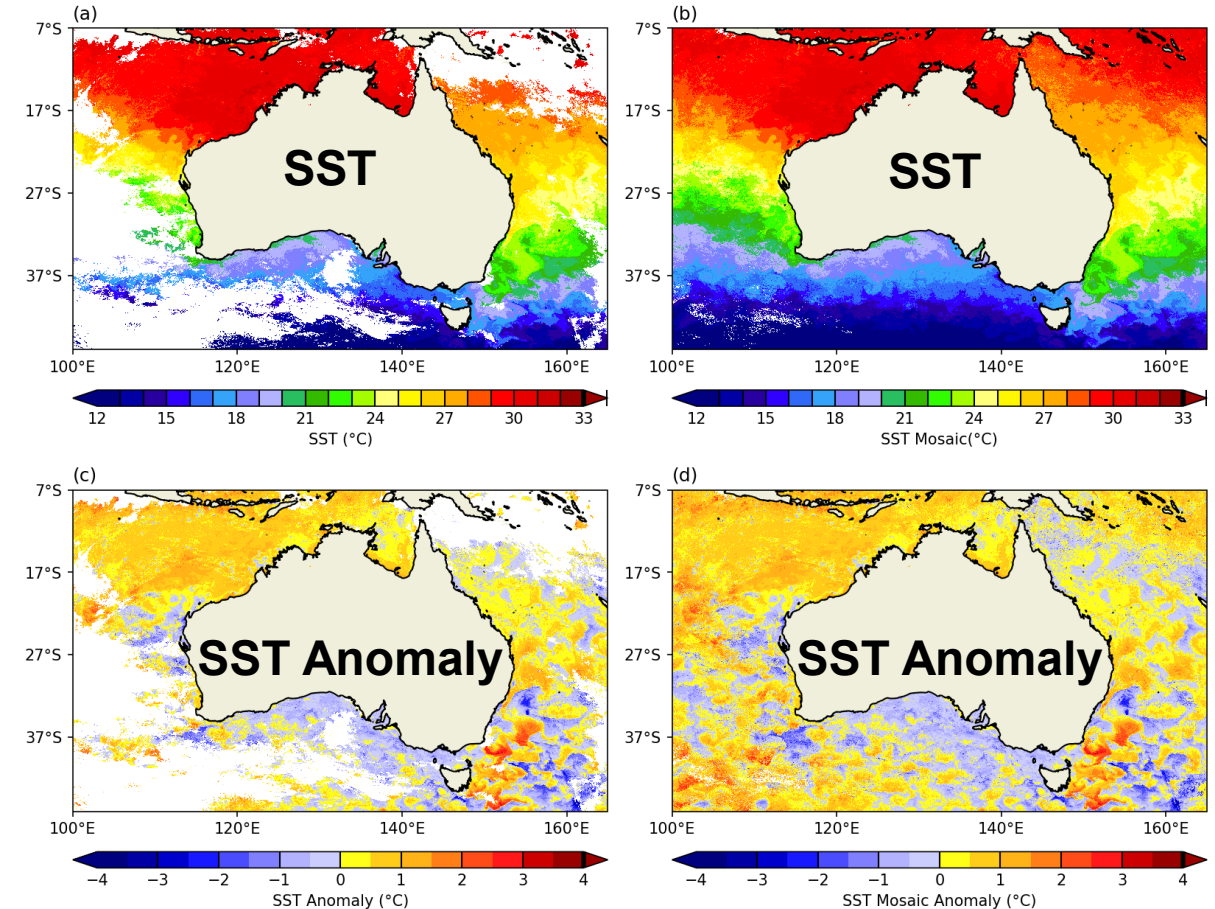 (a)
(b)
7°S
7°S
SST
SST
17°S
17°S
27°S
27°S
37°S
37°S
100°E 120°E 140°E 160°E
100°E 120°E 140°E 160°E
12 15 18 21 24 27 30 33
12 15 18 21 24 27 30 33
SST (°C)
SST Mosaic(°C)
(c)
(d)
7°S
7°S
17°S
17°S
SST Anomaly
SST Anomaly
27°S
27°S
37°S
37°S
100°E 120°E 140°E 160°E
100°E 120°E 140°E 160°E
−4 −3 −2 −1 0 1 2 3 4
−4 −3 −2 −1 0 1 2 3 4
SST Anomaly (°C)
SST Mosaic Anomaly (°C)